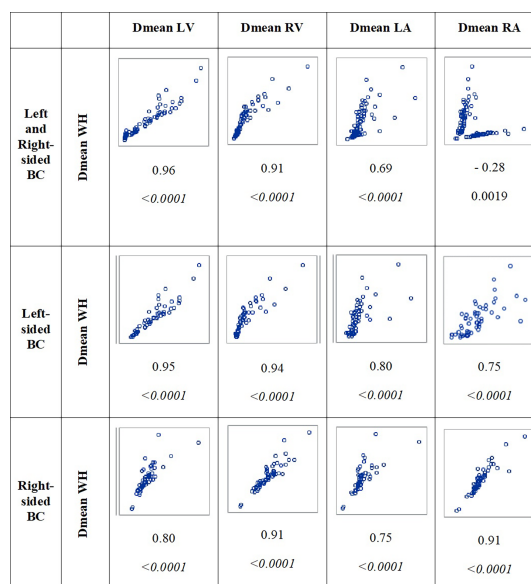 Dmean LV Dmean RV Dmean LA Dmean RA
Left
and
Right-
sided
BC
Dmean WH
0.96 0.91 0.69 - 0.28
<0.0001 <0.0001 <0.0001 0.0019
Left-
sided
BC
Dmean WH
0.95 0.94 0.80 0.75
<0.0001 <0.0001 <0.0001 <0.0001
Right-
sided
BC
Dmean WH
0.80 0.91 0.75 0.91
<0.0001 <0.0001 <0.0001 <0.0001